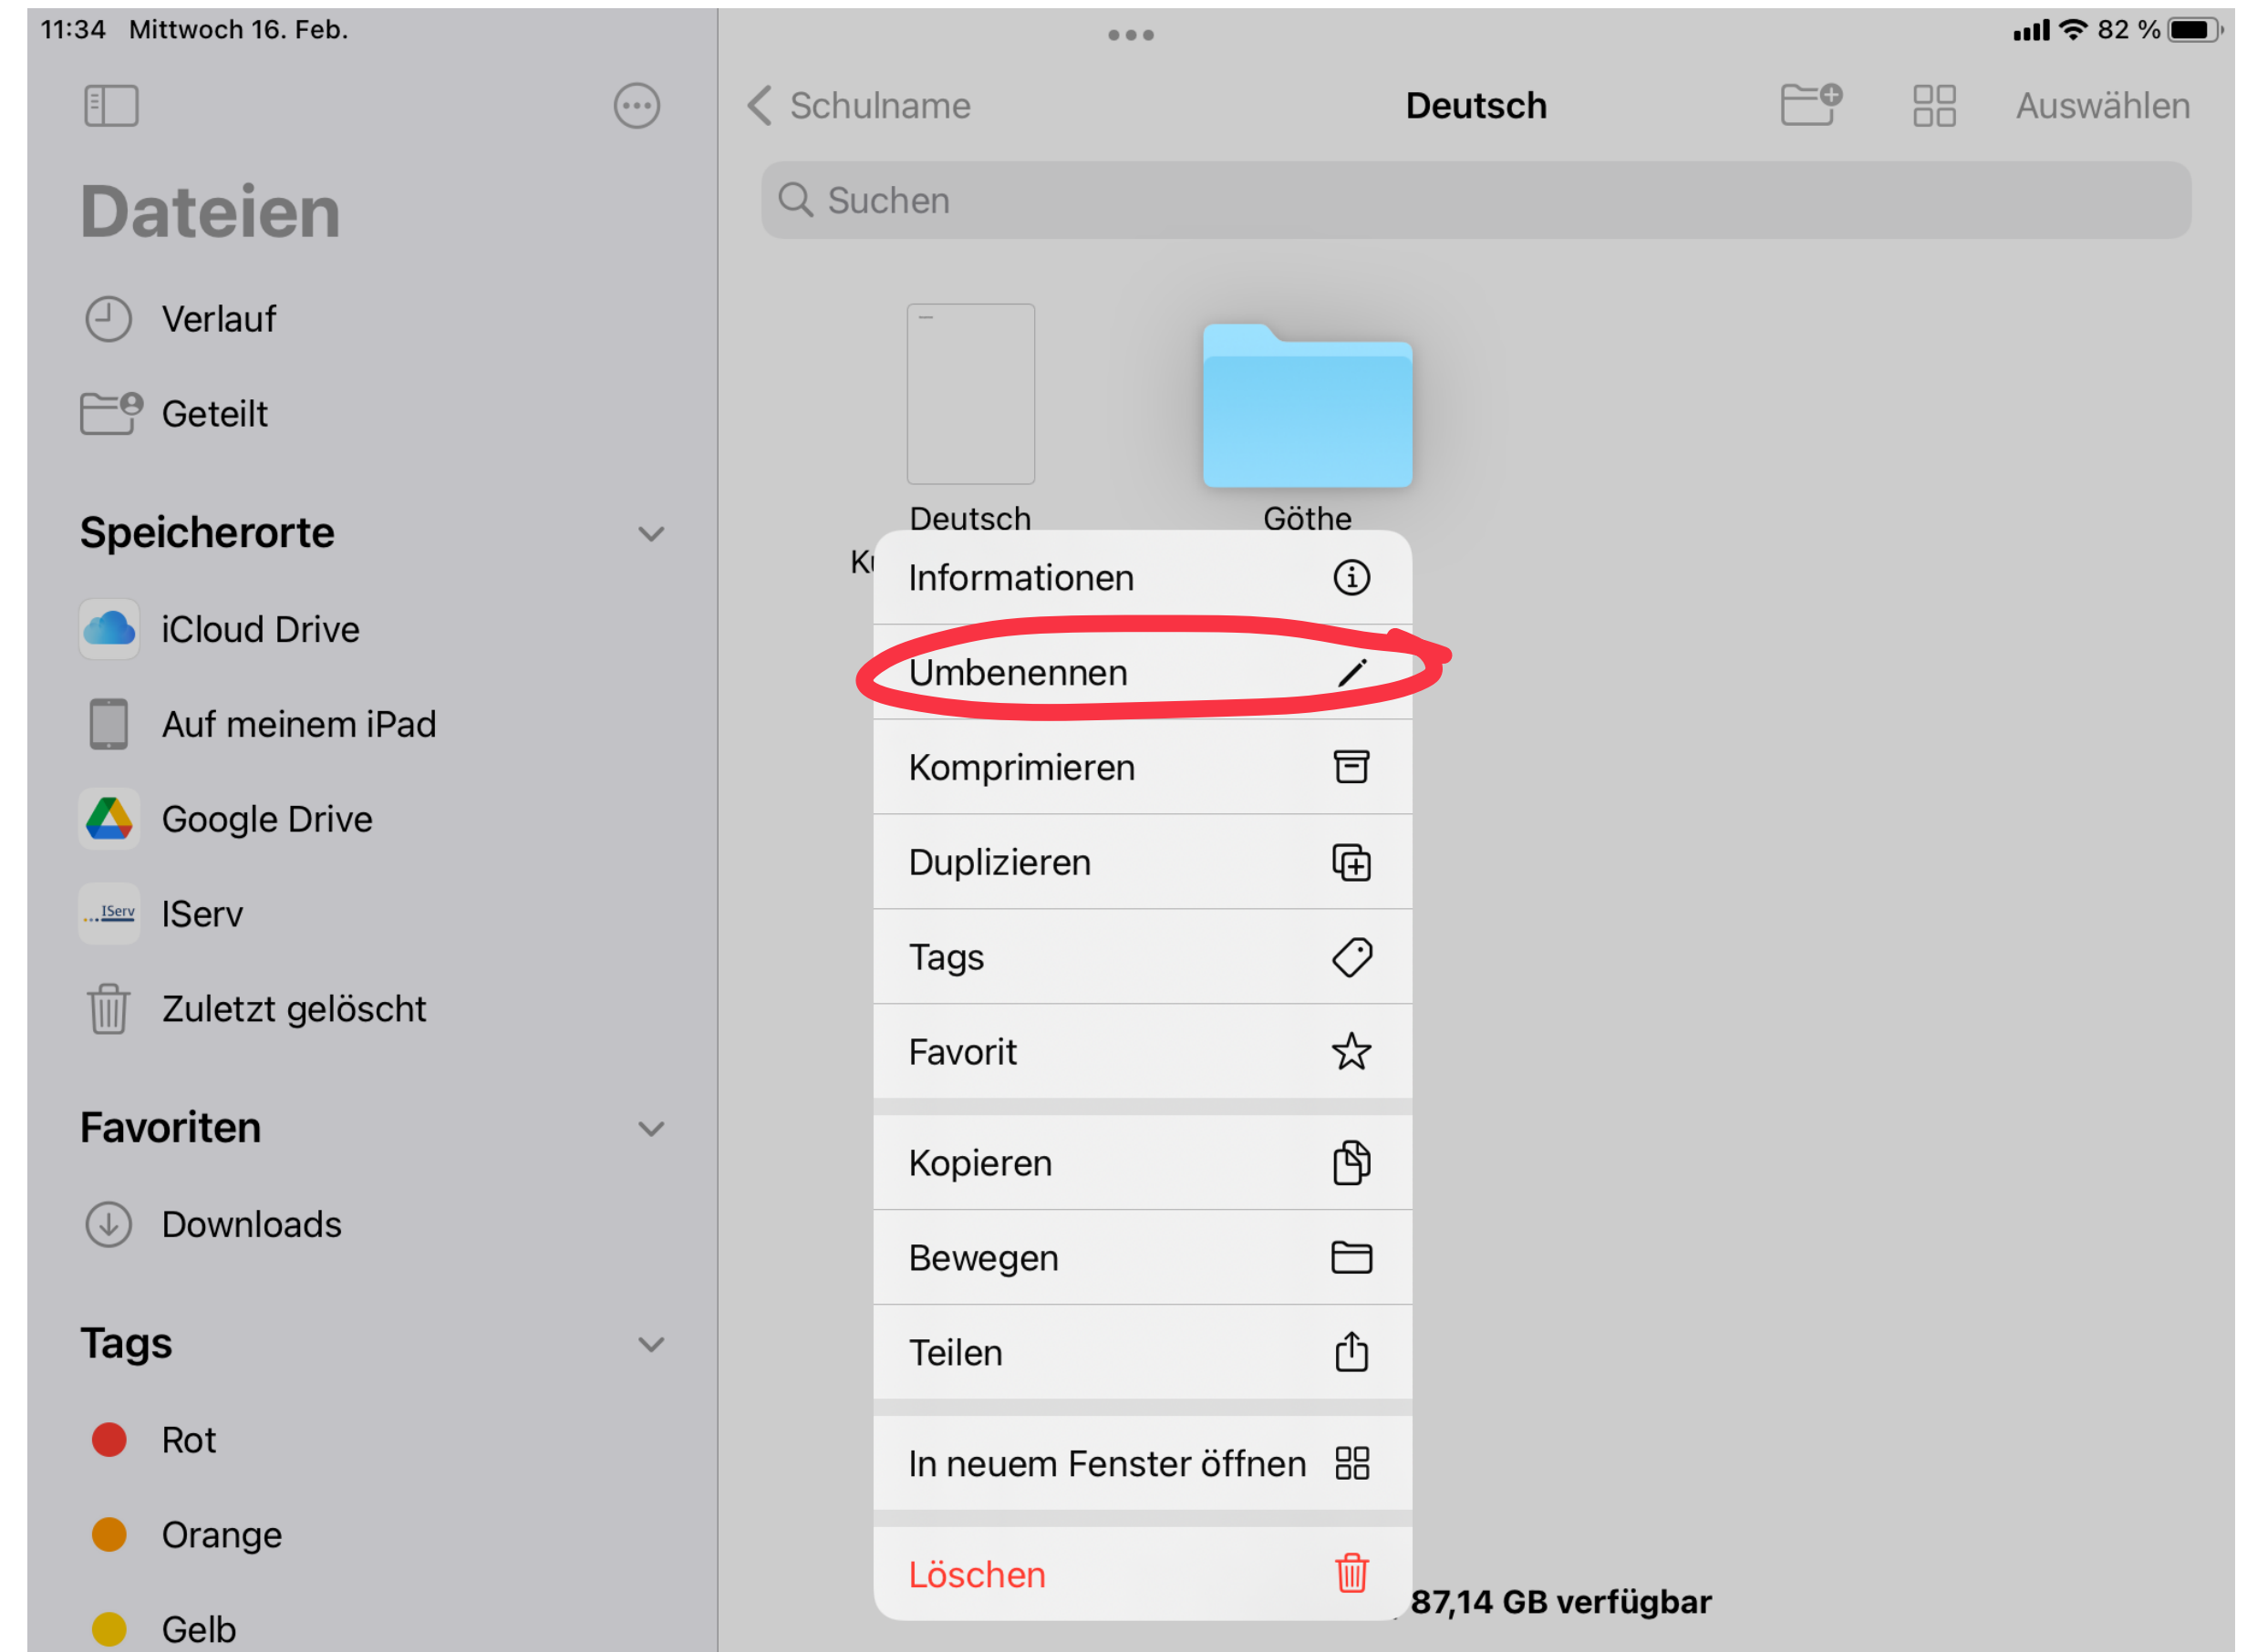 11:34 Mittwoch 16. Feb.
82 %
Dateien
Verlauf
Geteilt
Speicherorte
iCloud Drive
Auf meinem iPad
Google Drive
IServ
IServ
Zuletzt gelöscht
Favoriten
Downloads
Tags
Rot
Orange
Gelb
Schulname
Deutsch
Auswählen
Suchen
Deutsch
Göthe
Informationen
Umbenennen
Komprimieren
Duplizieren
Tags
Favorit
Kopieren
Bewegen
Teilen
In neuem Fenster öffnen
Löschen
87,14 GB verfügbar